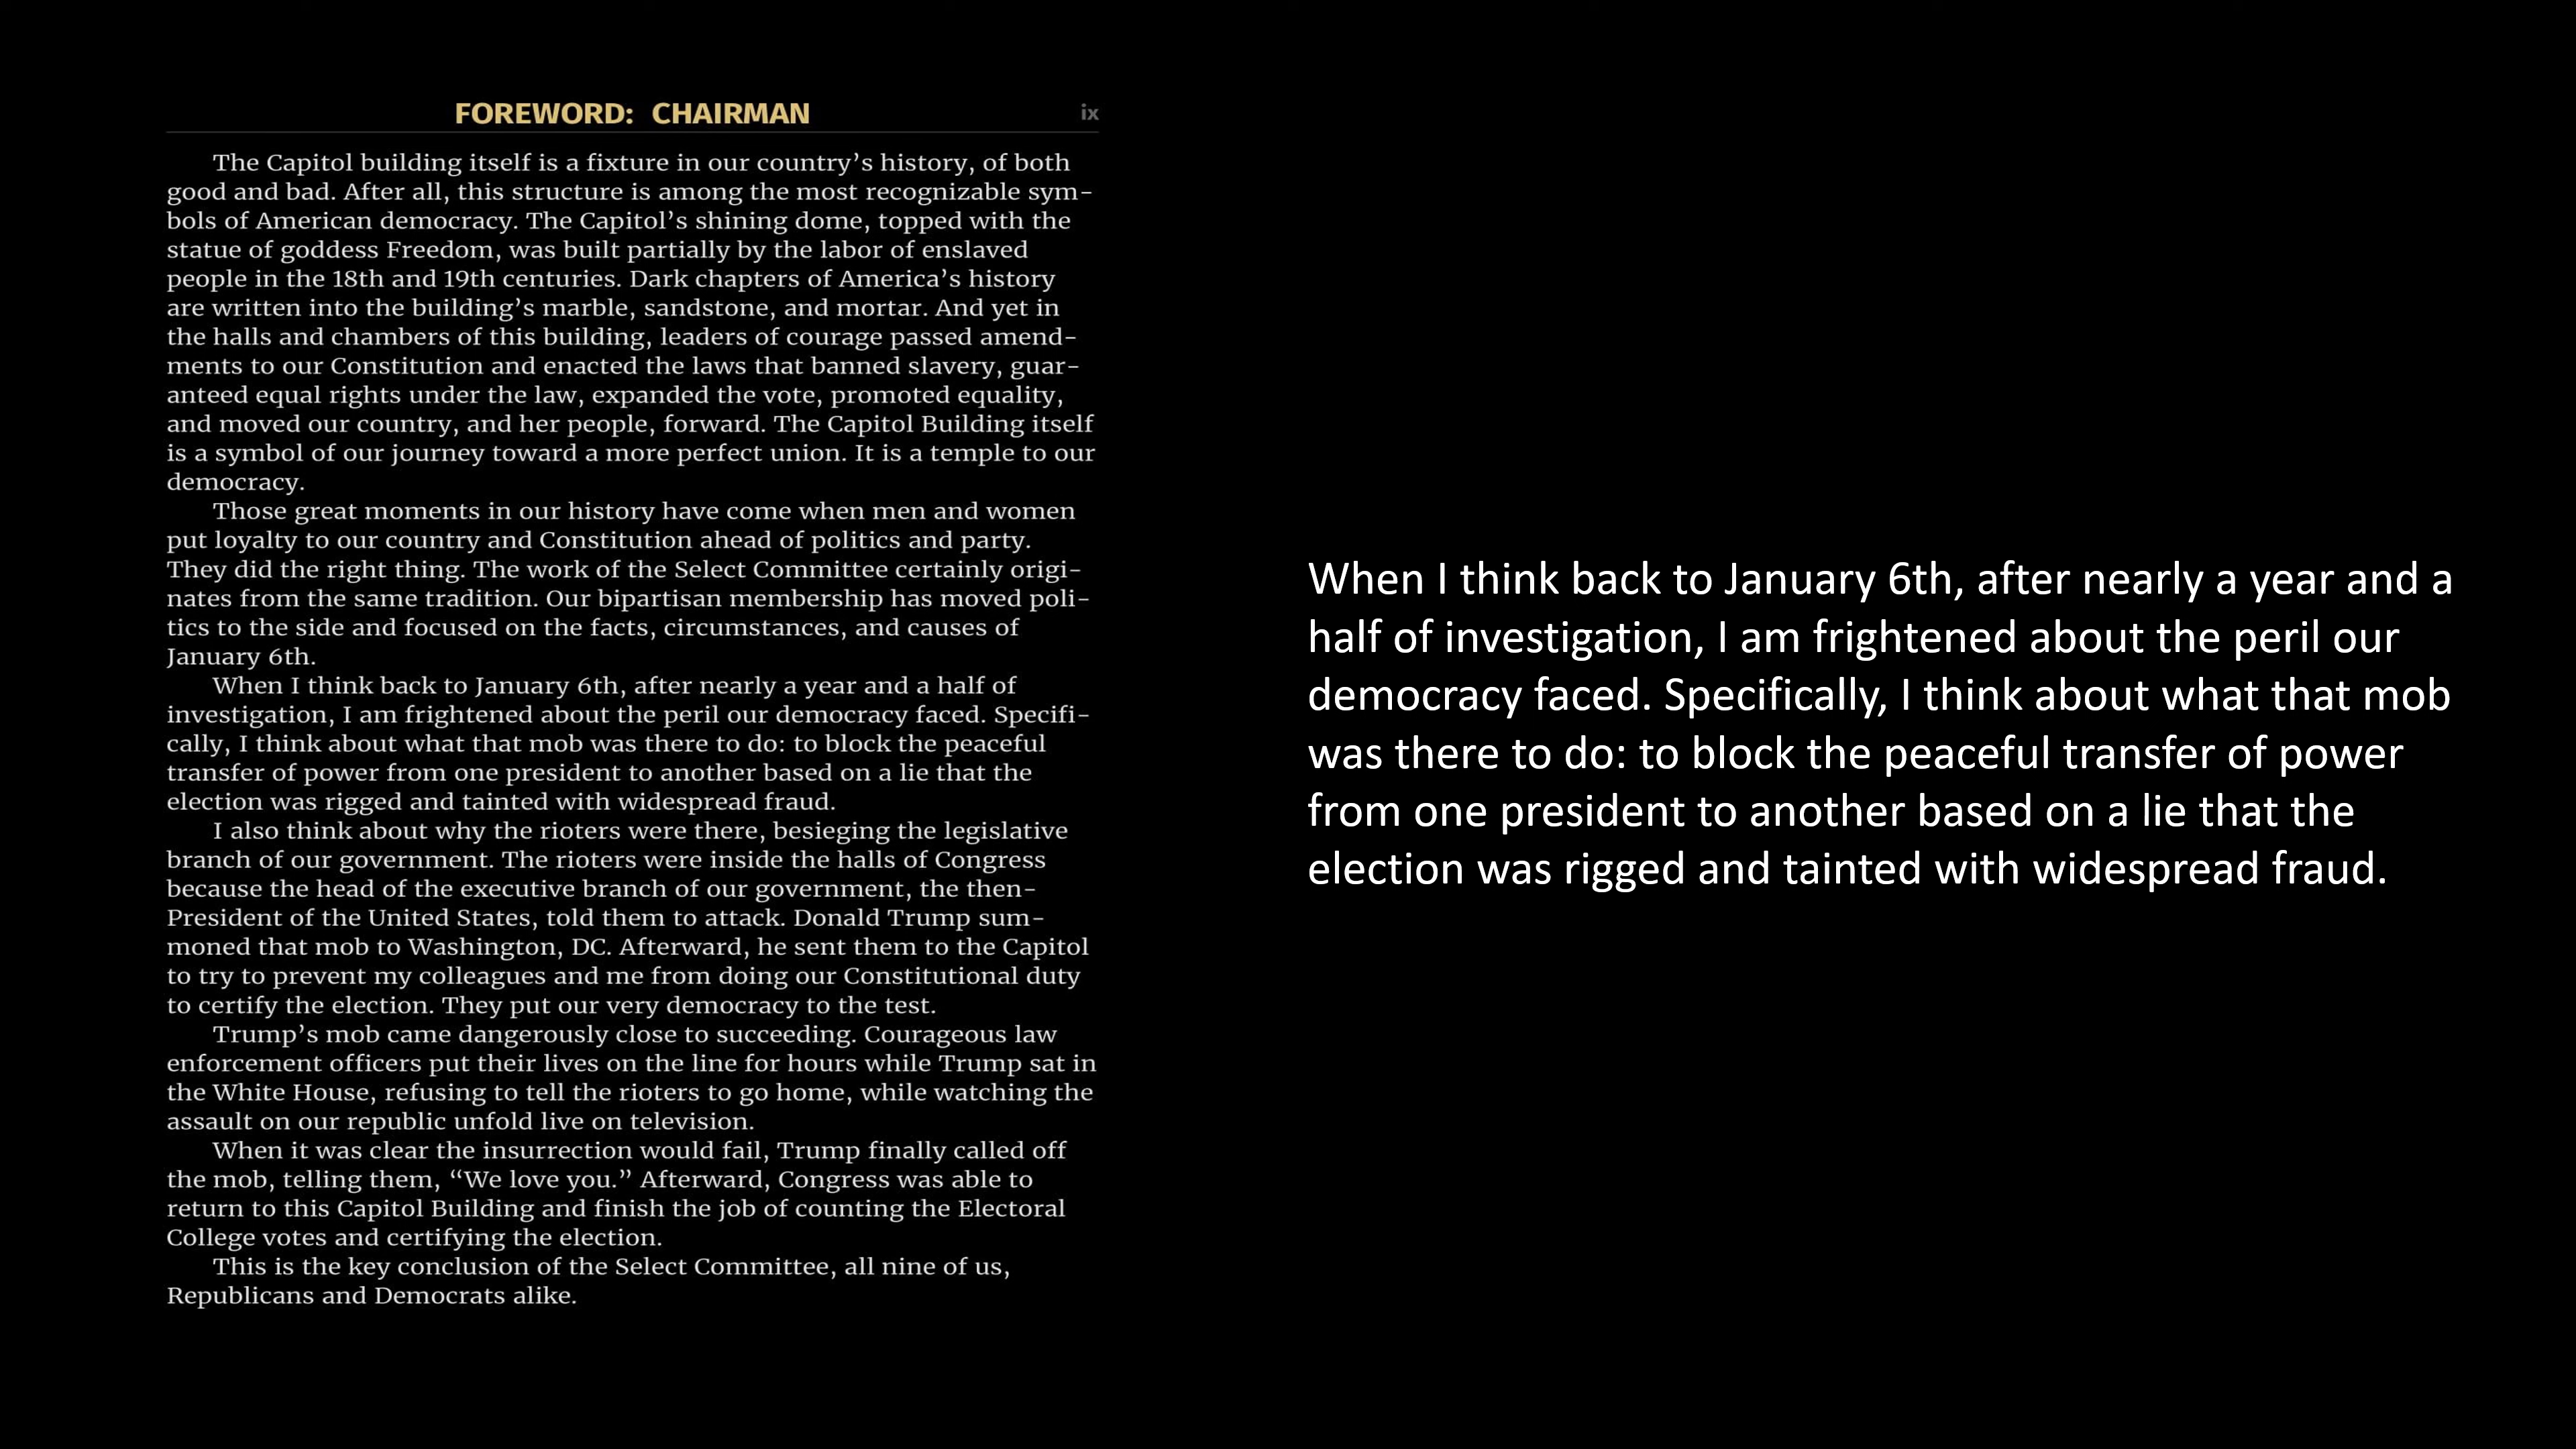 FOREWORD: CHAIRMAN ix
The Capitol building itself is a fixture in our country’s history, of both
good and bad. After all, this structure is among the most recognizable sym-
bols of American democracy. The Capitol’s shining dome, topped with the
statue of goddess Freedom, was built partially by the labor of enslaved
people in the 18th and 19th centuries. Dark chapters of America’s history
are written into the building’s marble, sandstone, and mortar. And yet in
the halls and chambers of this building, leaders of courage passed amend-
ments to our Constitution and enacted the laws that banned slavery, guar-
anteed equal rights under the law, expanded the vote, promoted equality,
and moved our country, and her people, forward. The Capitol Building itself
is a symbol of our journey toward a more perfect union. It is a temple to our
democracy.
Those great moments in our history have come when men and women
put loyalty to our country and Constitution ahead of politics and party.
They did the right thing. The work of the Select Committee certainly origi-
nates from the same tradition. Our bipartisan membership has moved poli-
tics to the side and focused on the facts, circumstances, and causes of
January 6th.
When I think back to January 6th, after nearly a year and a half of
investigation, I am frightened about the peril our democracy faced. Specifi-
cally, I think about what that mob was there to do: to block the peaceful
transfer of power from one president to another based on a lie that the
election was rigged and tainted with widespread fraud.
I also think about why the rioters were there, besieging the legislative
branch of our government. The rioters were inside the halls of Congress
because the head of the executive branch of our government, the then-
President of the United States, told them to attack. Donald Trump sum-
moned that mob to Washington, DC. Afterward, he sent them to the Capitol
to try to prevent my colleagues and me from doing our Constitutional duty
to certify the election. They put our very democracy to the test.
Trump’s mob came dangerously close to succeeding. Courageous law
enforcement officers put their lives on the line for hours while Trump sat in
the White House, refusing to tell the rioters to go home, while watching the
assault on our republic unfold live on television.
When it was clear the insurrection would fail, Trump finally called off
the mob, telling them, “We love you.” Afterward, Congress was able to
return to this Capitol Building and finish the job of counting the Electoral
College votes and certifying the election.
This is the key conclusion of the Select Committee, all nine of us,
Republicans and Democrats alike.
When I think back to January 6th, after nearly a year and a
half of investigation, I am frightened about the peril our
democracy faced. Specifically, I think about what that mob
was there to do: to block the peaceful transfer of power
from one president to another based on a lie that the
election was rigged and tainted with widespread fraud.